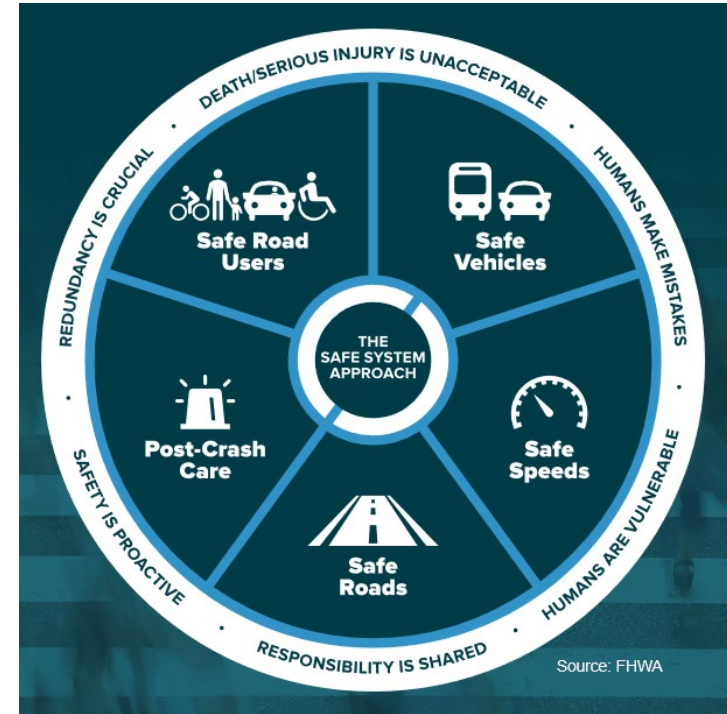 DEATH/SERIOUS INJURY IS UNACCEPTABLE
HUMANS MAKE MISTAKES
HUMANS ARE VULNERABLE
RESPONSIBILITY IS SHARED
SAFETY IS PROACTIVE
REDUNDANCY IS CRUCIAL
Safe Road
Users
Safe
Vehicles
THE
SAFE SYSTEM
APPROACH
Post-Crash
Care
Safe
Speeds
Safe
Roads
Source: FHWA